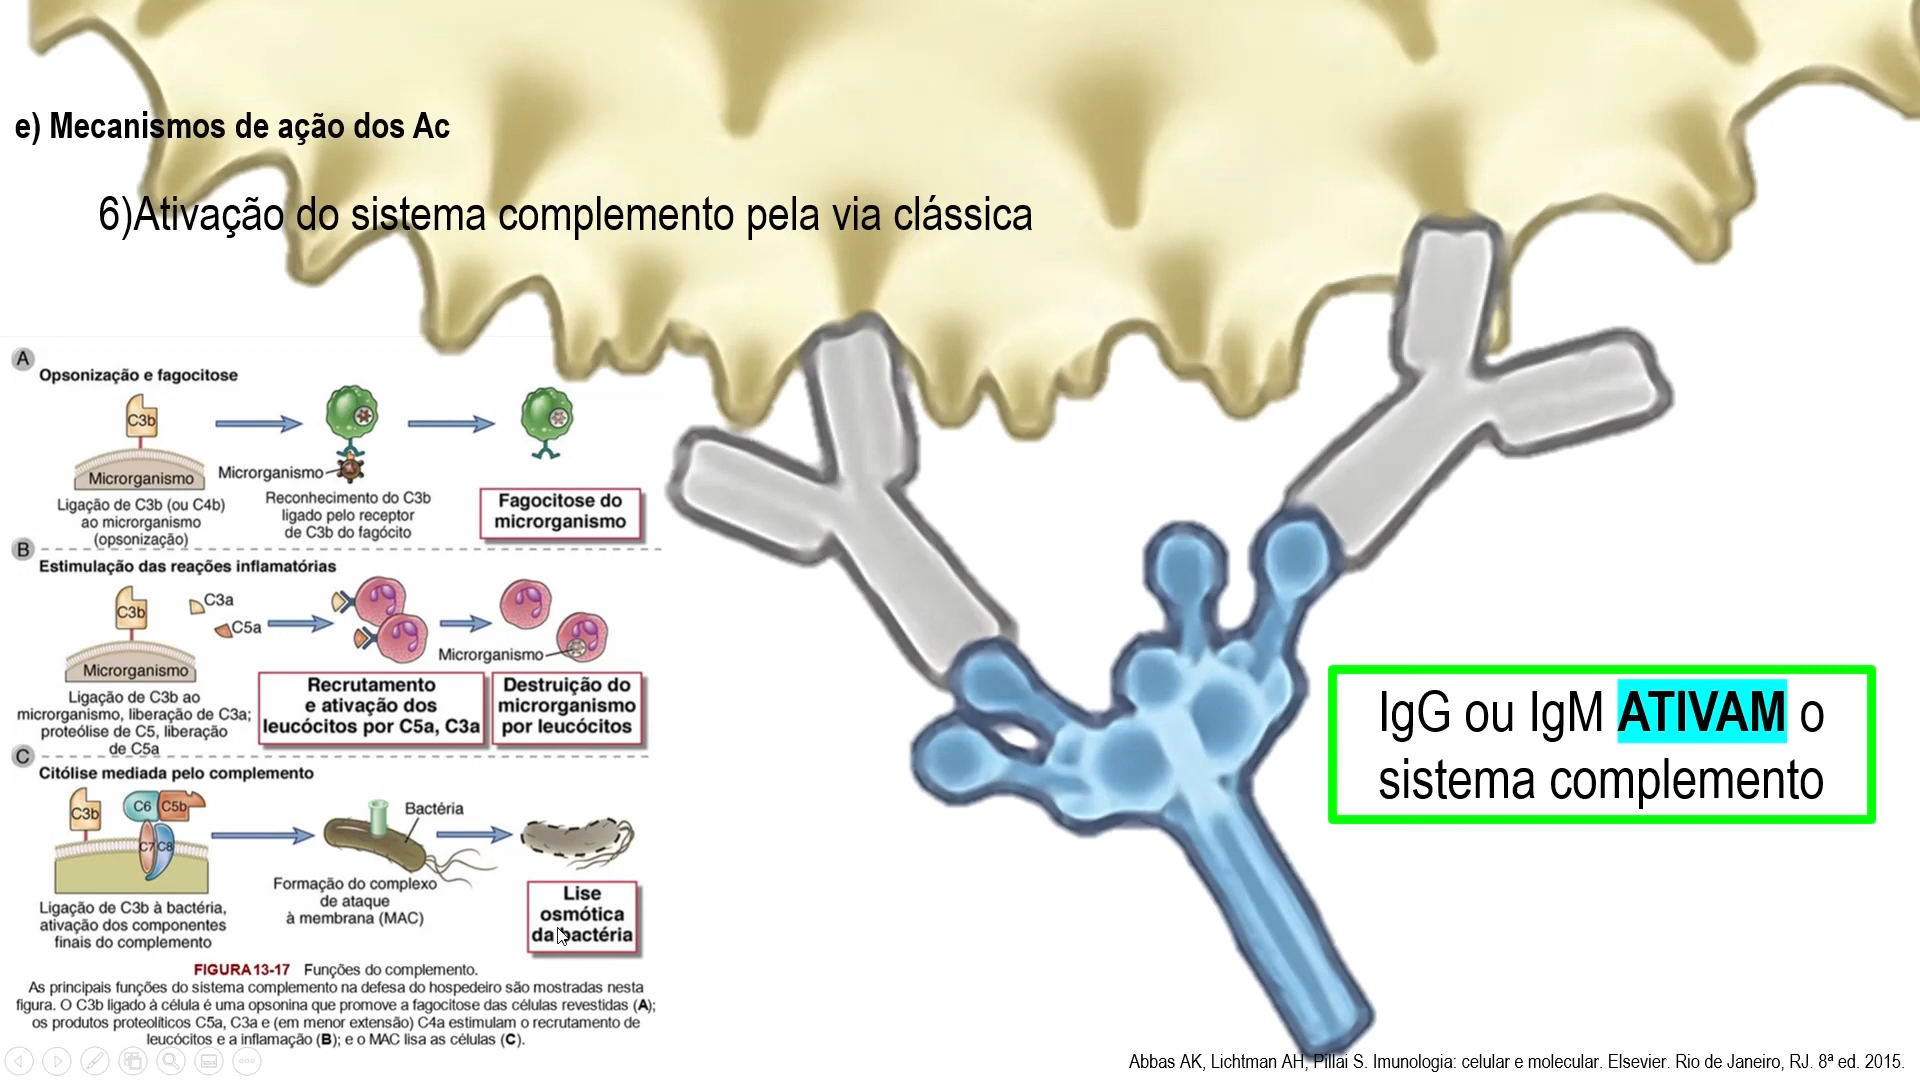 e) Mecanismos de ação dos Ac
6)Ativação do sistema complemento pela via clássica
A
Opsonização e fagocitose
C3b
Microrganismo
Ligação de C3b (ou C4b)
ao microrganismo
(opsonização)
Microrganismo
Reconhecimento do C3b
ligado pelo receptor
de C3b do fagócito
Fagocitose do
microrganismo
B
Estimulação das reações inflamatórias
C3b
C3a
C5a
Microrganismo
Ligação de C3b ao
microrganismo, liberação de C3a;
proteólise de C5, liberação
de C5a
Microrganismo
Recrutamento
e ativação dos
leucócitos por C5a, C3a
Destruição do
microrganismo
por leucócitos
C
Citólise mediada pelo complemento
C3b
C6
C5b
C7
C8
Ligação de C3b à bactéria,
ativação dos componentes
finais do complemento
Bactéria
Formação do complexo
de ataque
à membrana (MAC)
Lise
osmótica
da bactéria
FIGURA 13-17 Funções do complemento.
As principais funções do sistema complemento na defesa do hospedeiro são mostradas nesta
figura. O C3b ligado à célula é uma opsonina que promove a fagocitose das células revestidas (A);
os produtos proteolíticos C5a, C3a e (em menor extensão) C4a estimulam o recrutamento de
leucócitos e a inflamação (B); e o MAC lisa as células (C).
IgG ou IgM ATIVAM o
sistema complemento
Abbas AK, Lichtman AH, Pillai S. Imunologia: celular e molecular. Elsevier. Rio de Janeiro, RJ. 8ª ed. 2015.